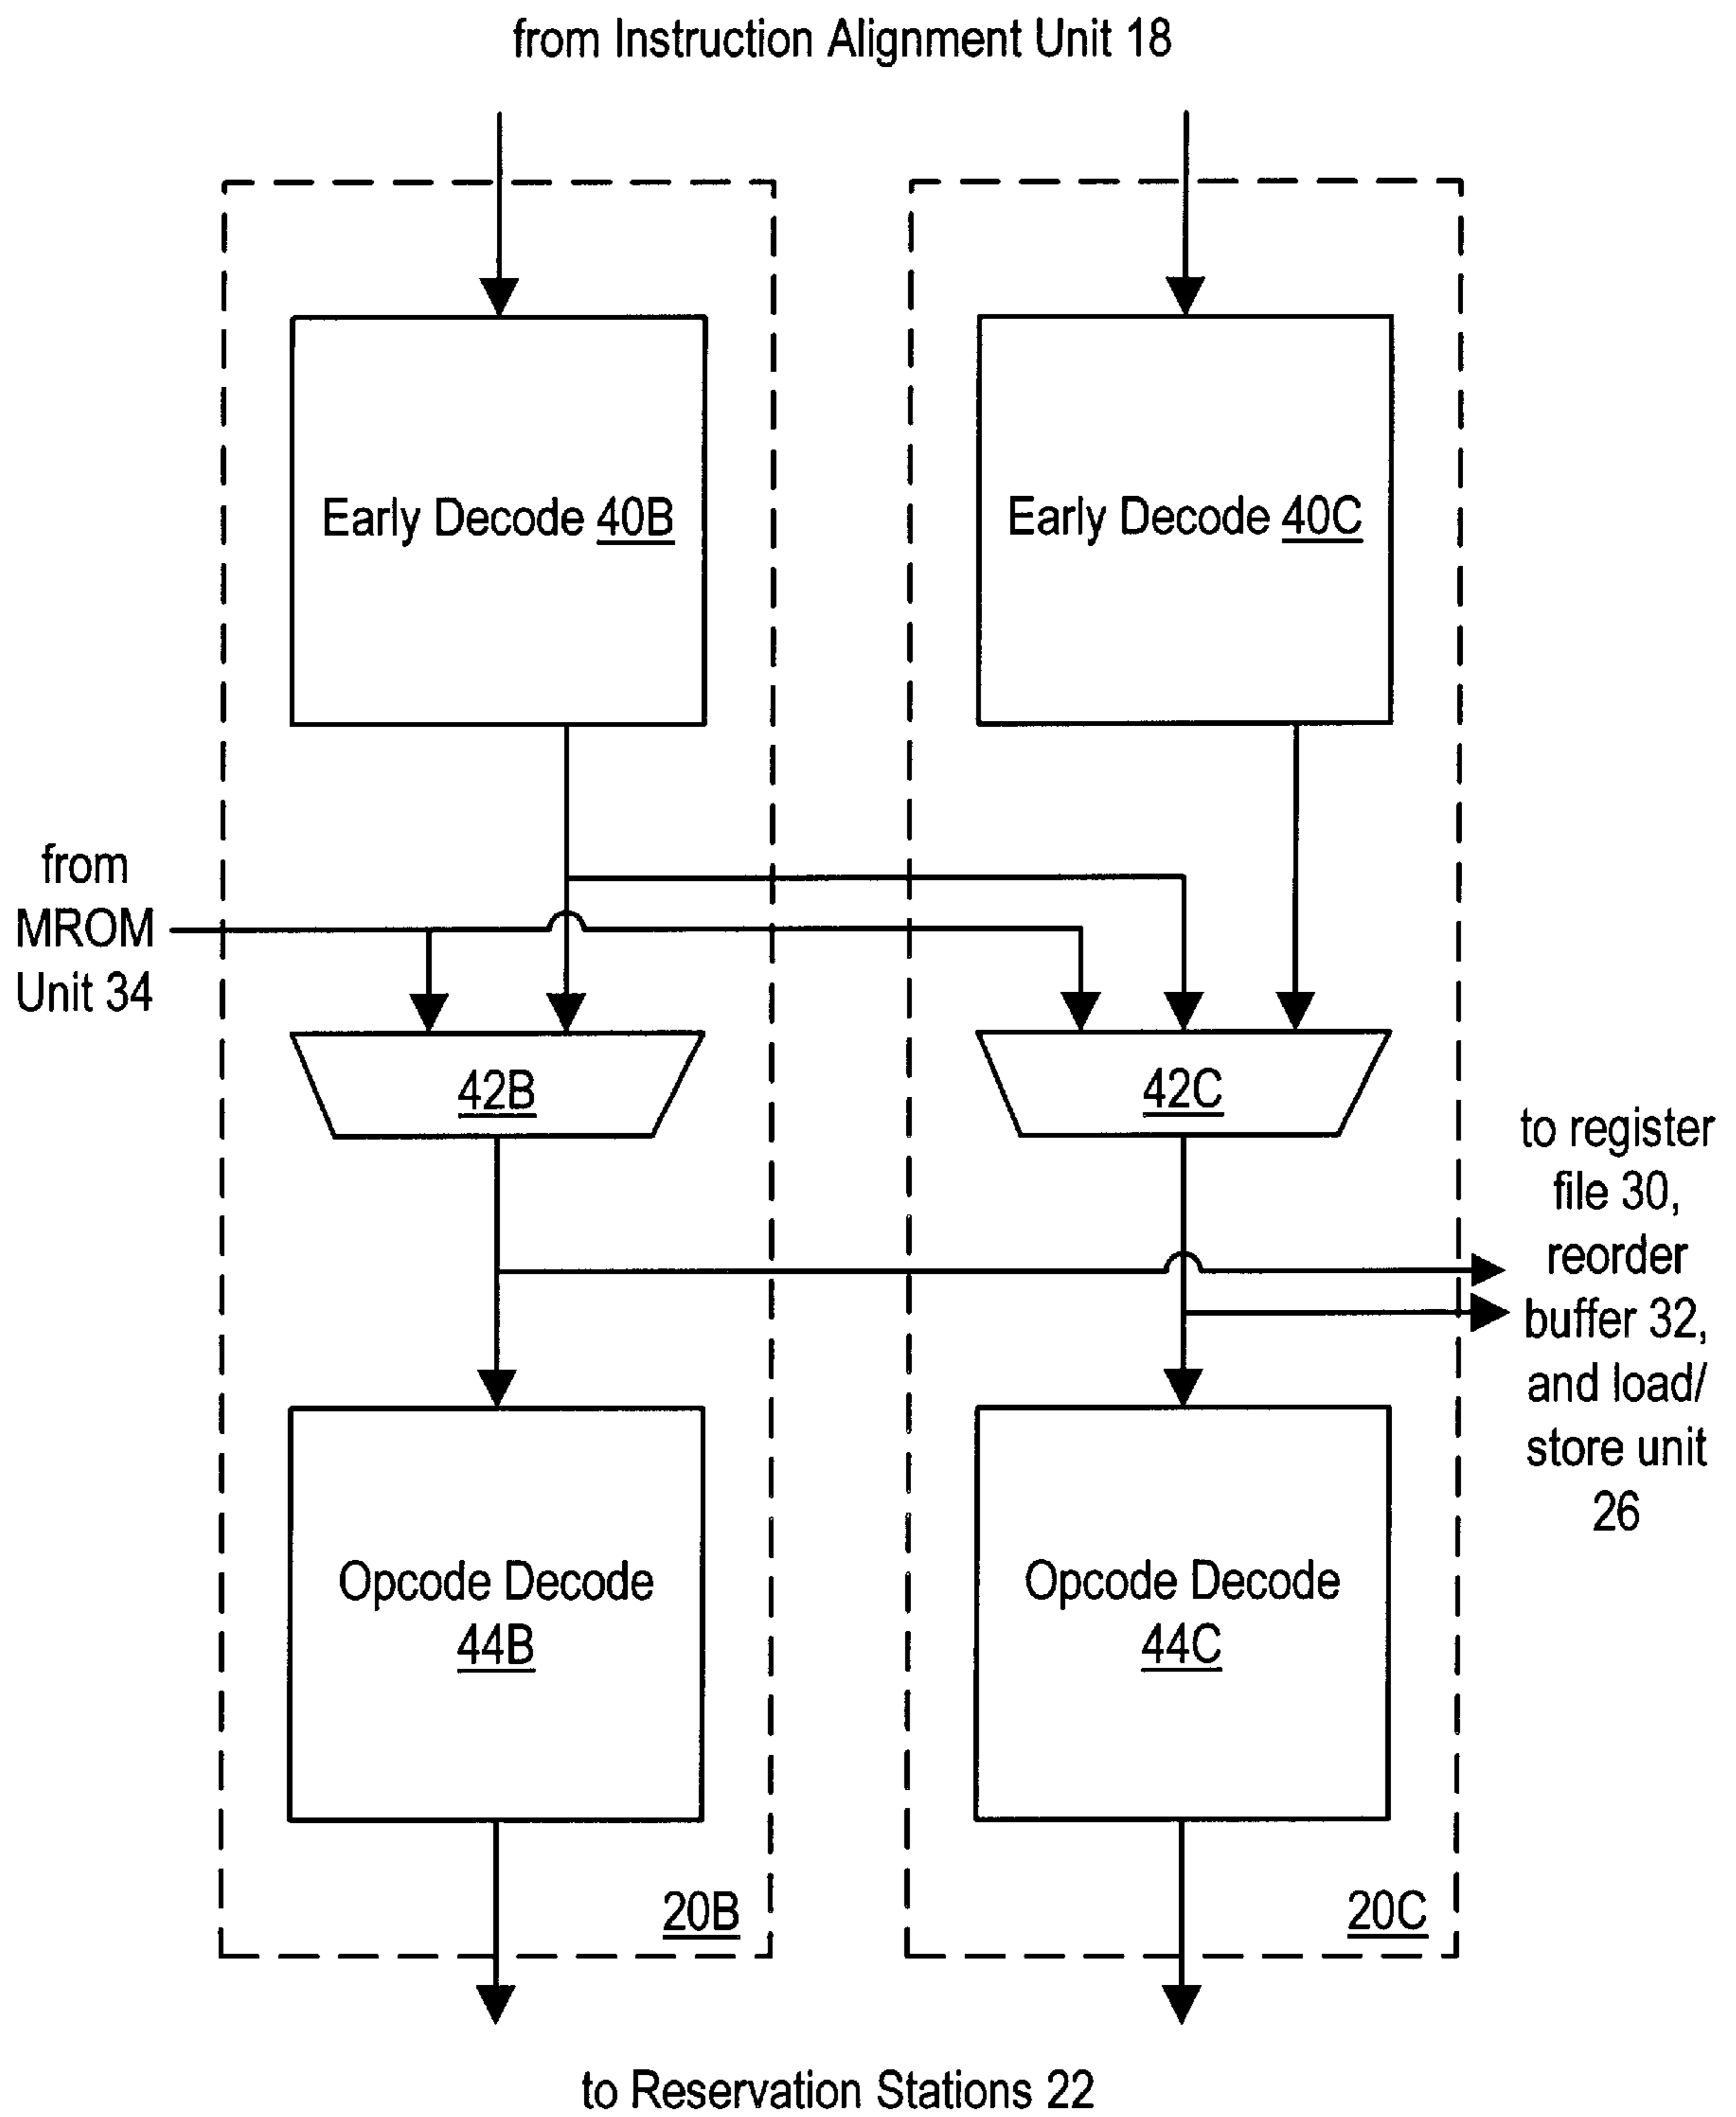 from Instruction Alignment Unit 18
Early Decode 40B
Early Decode 40C
from
MROM
Unit 34
42B
42C
to register
file 30,
reorder
buffer 32,
and load/
store unit
26
Opcode Decode
44B
Opcode Decode
44C
20B
20C
to Reservation Stations 22